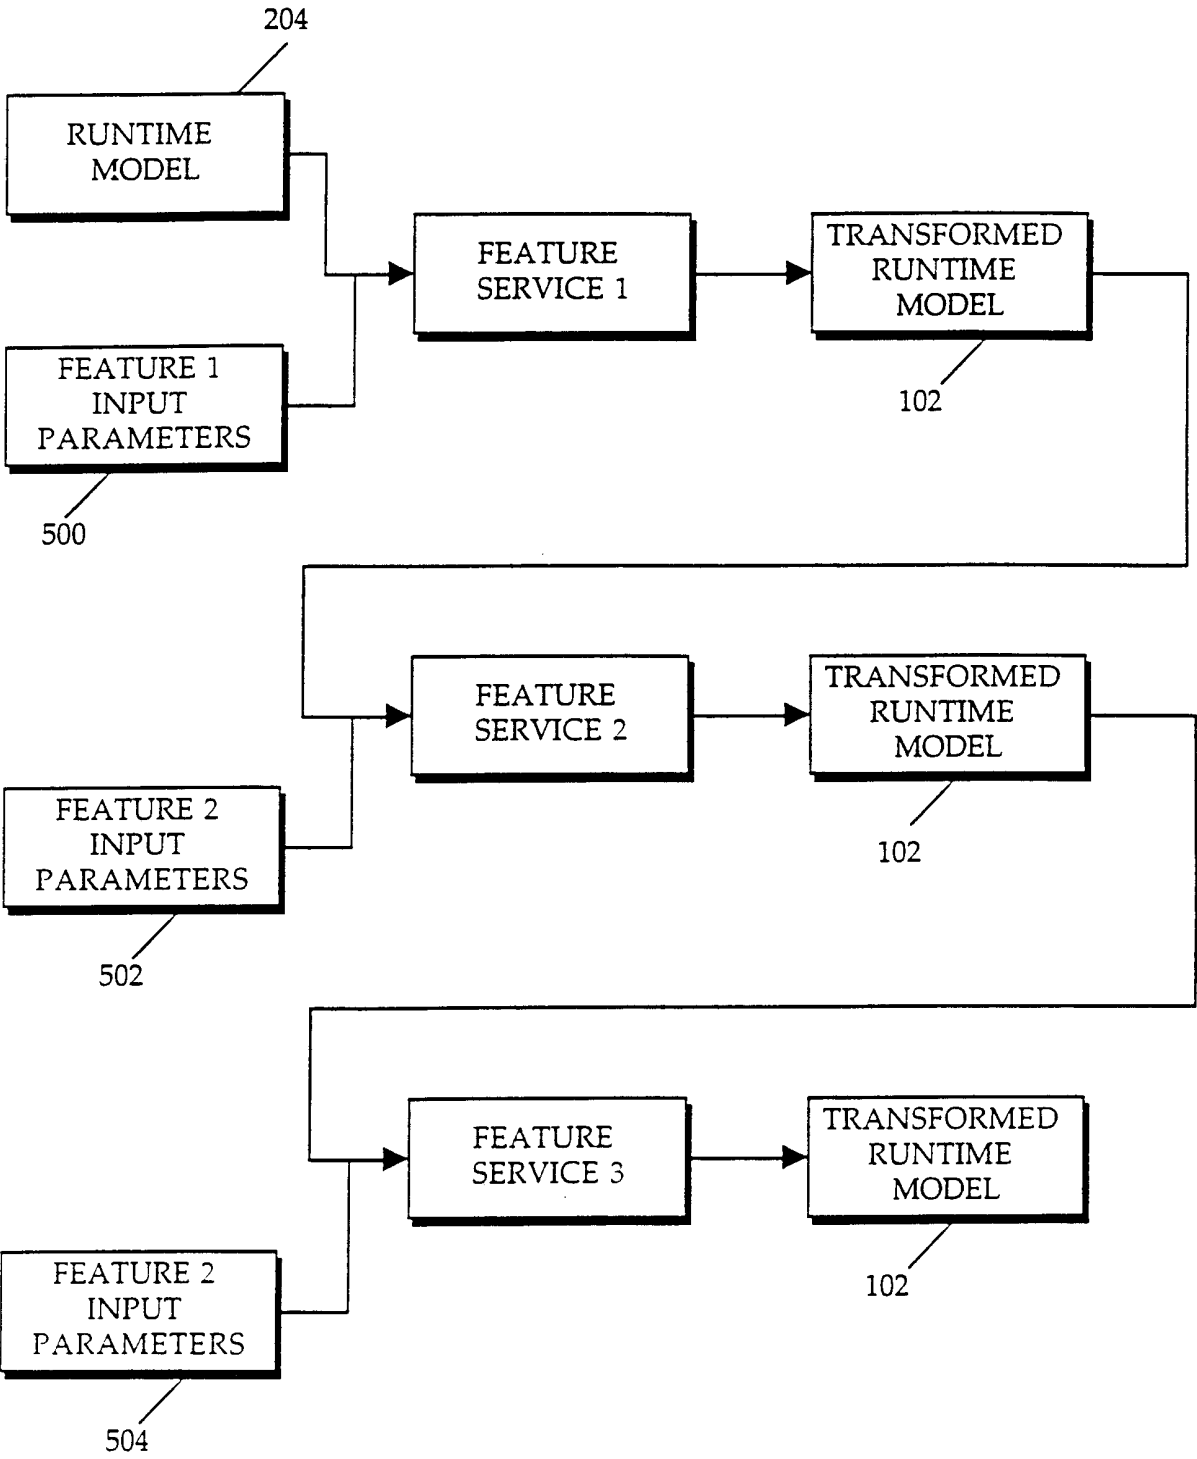 204
RUNTIME
MODEL
FEATURE
SERVICE 1
TRANSFORMED
RUNTIME
MODEL
102
FEATURE 1
INPUT
PARAMETERS
500
FEATURE
SERVICE 2
TRANSFORMED
RUNTIME
MODEL
102
FEATURE 2
INPUT
PARAMETERS
502
FEATURE
SERVICE 3
TRANSFORMED
RUNTIME
MODEL
102
FEATURE 2
INPUT
PARAMETERS
504